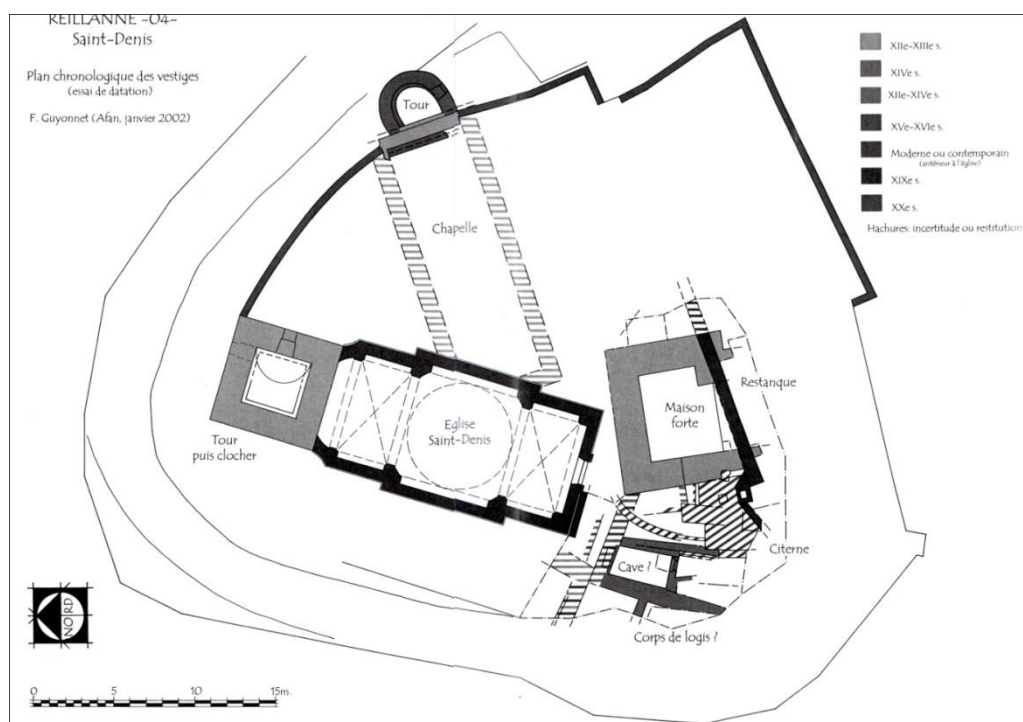 REILLANNE -04-
Saint-Denis
Plan chronologique des vestiges
(essai de datation)
F. Guyonnet (Afan, janvier 2002)
XIIe-XIIIe s.
XIVe s.
XIIe-XIVe s.
XVe-XVIe s.
Moderne ou contemporain
(antérieur à l'église)
XIXe s.
XXe s.
Hachures: incertitude ou restitution
Tour
Chapelle
Restanque
Maison
forte
Eglise
Saint-Denis
Tour
puis clocher
Citerne
Cave ?
Corps de logis ?
NORD
0 5 10 15m.